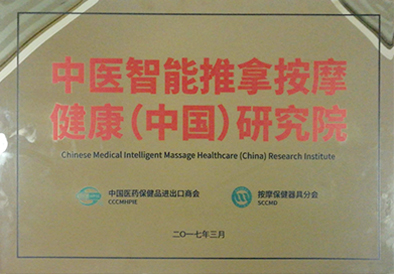 中医智能推拿按摩
健康（中国）研究院
Chinese Medical Intelligent Massage Healthcare (China) Research Institute
中国医药保健品进出口商会
CCCMHPIE
按摩保健器具分会
SCCMD
二〇一七年三月